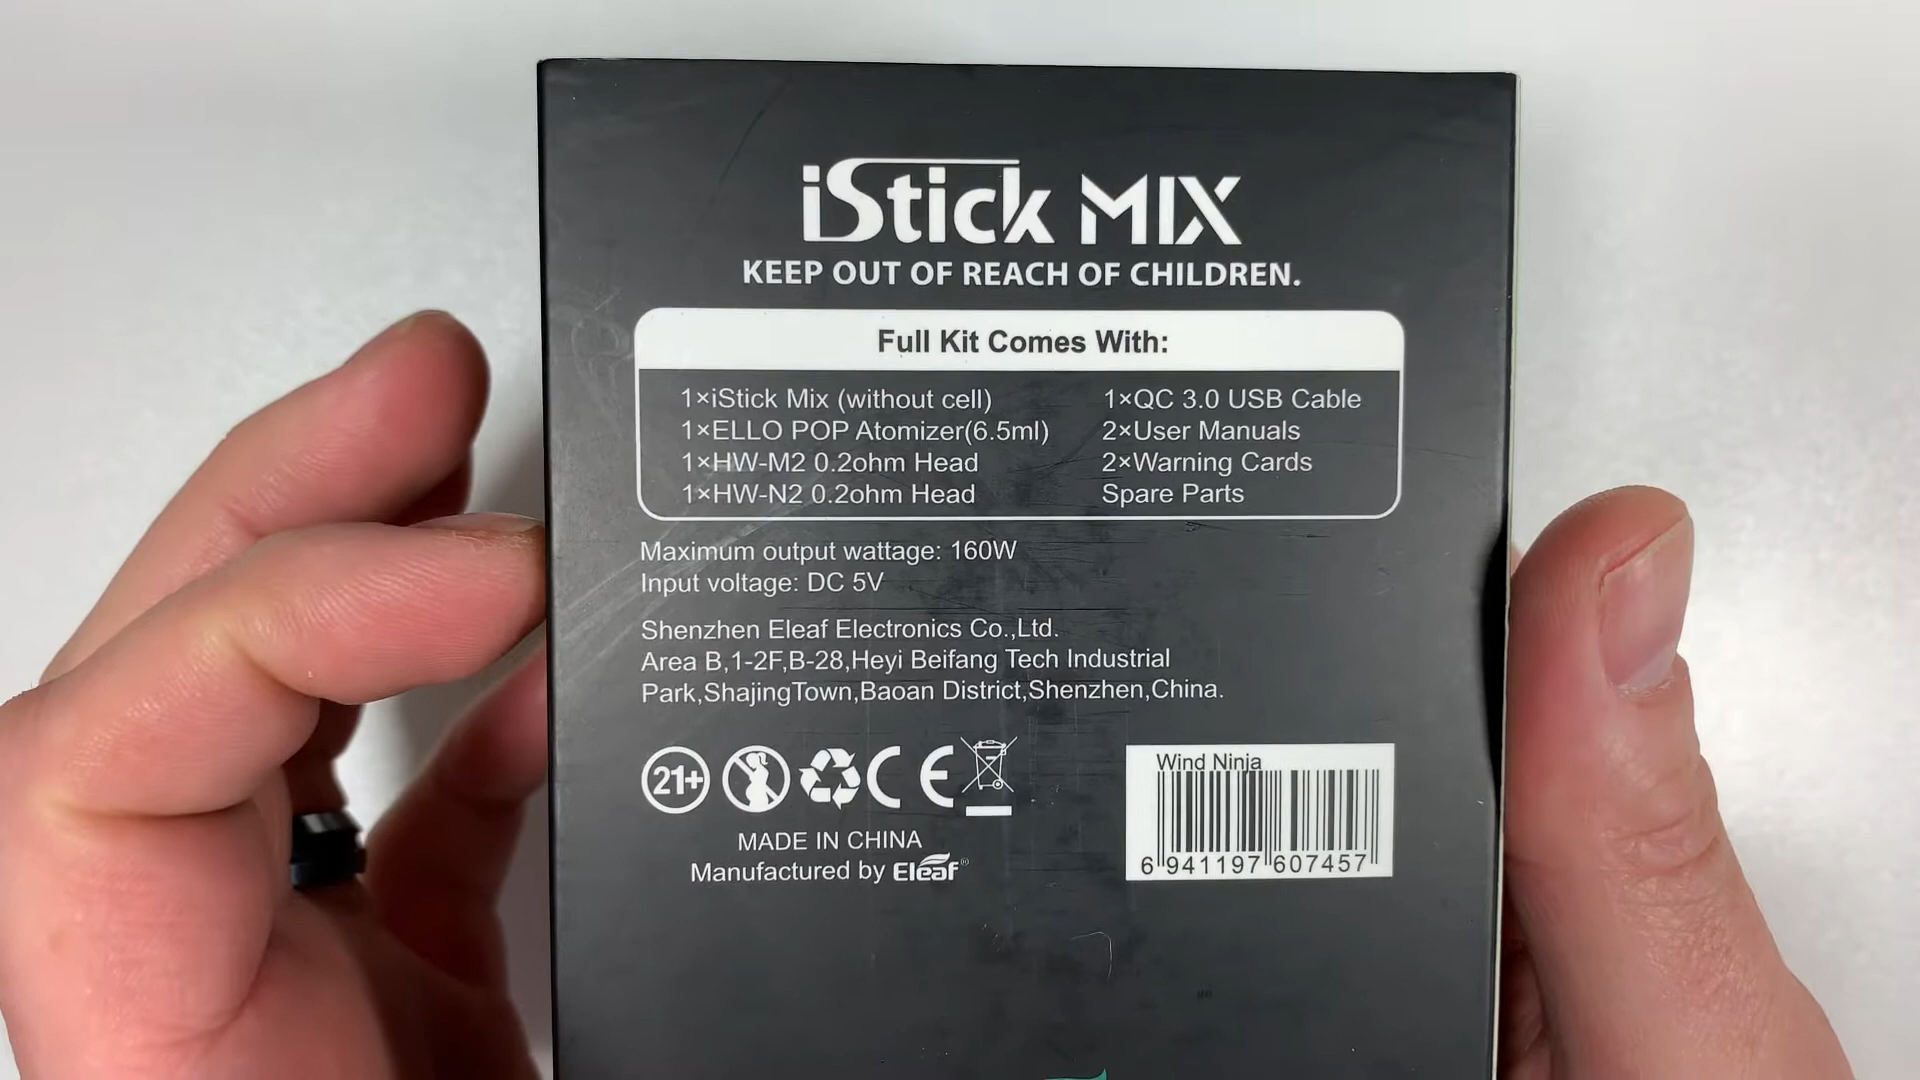 iStick MIX
KEEP OUT OF REACH OF CHILDREN.
Full Kit Comes With:
1×iStick Mix (without cell)
1×ELLO POP Atomizer(6.5ml)
1×HW-M2 0.2ohm Head
1×HW-N2 0.2ohm Head
1×QC 3.0 USB Cable
2×User Manuals
2×Warning Cards
Spare Parts
Maximum output wattage: 160W
Input voltage: DC 5V
Shenzhen Eleaf Electronics Co.,Ltd.
Area B,1-2F,B-28,Heyi Beifang Tech Industrial
Park,ShajingTown,Baoan District,Shenzhen,China.
21+ CE
MADE IN CHINA
Manufactured by Eleaf®
Wind Ninja
6 941197 607457